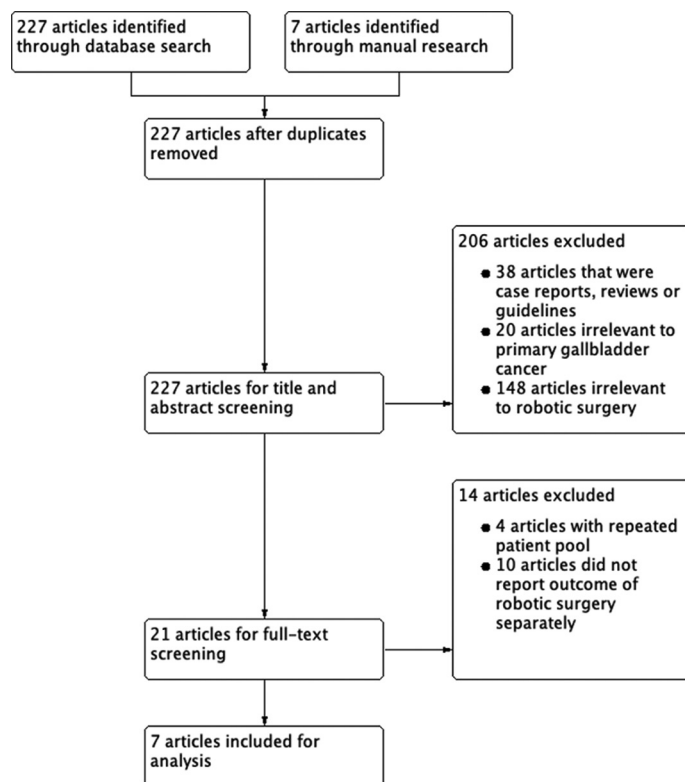 227 articles identified
through database search
7 articles identified
through manual research
227 articles after duplicates
removed
206 articles excluded
● 38 articles that were
case reports, reviews or
guidelines
● 20 articles irrelevant to
primary gallbladder
cancer
● 148 articles irrelevant
to robotic surgery
227 articles for title and
abstract screening
14 articles excluded
● 4 articles with repeated
patient pool
● 10 articles did not
report outcome of
robotic surgery
separately
21 articles for full-text
screening
7 articles included for
analysis